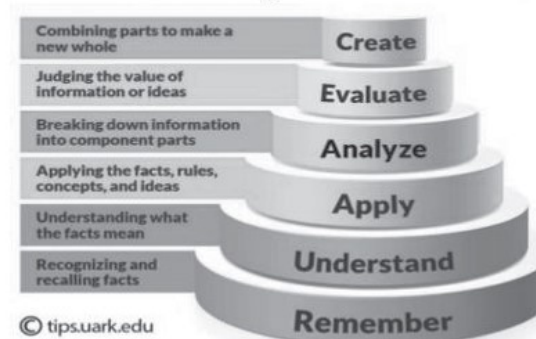 Combining parts to make a
new whole
Create
Judging the value of
information or ideas
Evaluate
Breaking down information
into component parts
Analyze
Applying the facts, rules,
concepts, and ideas
Apply
Understanding what
the facts mean
Understand
Recognizing and
recalling facts
Remember
© tips.uark.edu